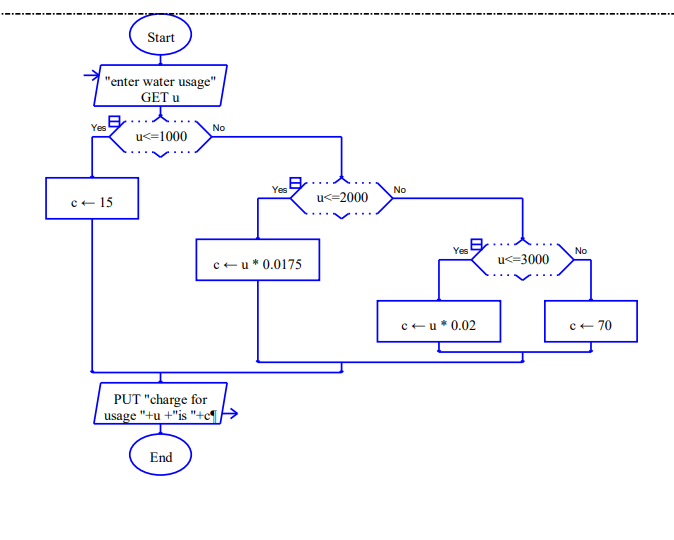 Start
"enter water usage"
GET u
Yes
No
u<=1000
c ← 15
Yes
No
u<=2000
c ← u * 0.0175
Yes
No
u<=3000
c ← u * 0.02
c ← 70
PUT "charge for
usage "+u +"is "+c¶
End